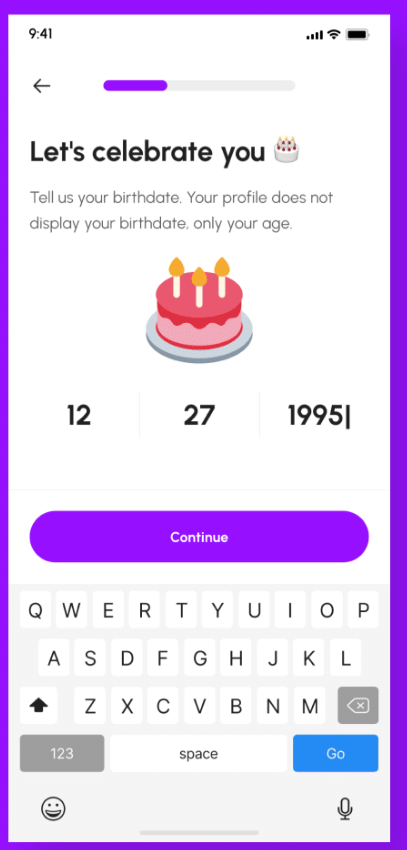 9:41
Let's celebrate you 🎂
Tell us your birthdate. Your profile does not
display your birthdate, only your age.
12 27 1995
Continue
Q W E R T Y U I O P
A S D F G H J K L
Z X C V B N M
123 space Go